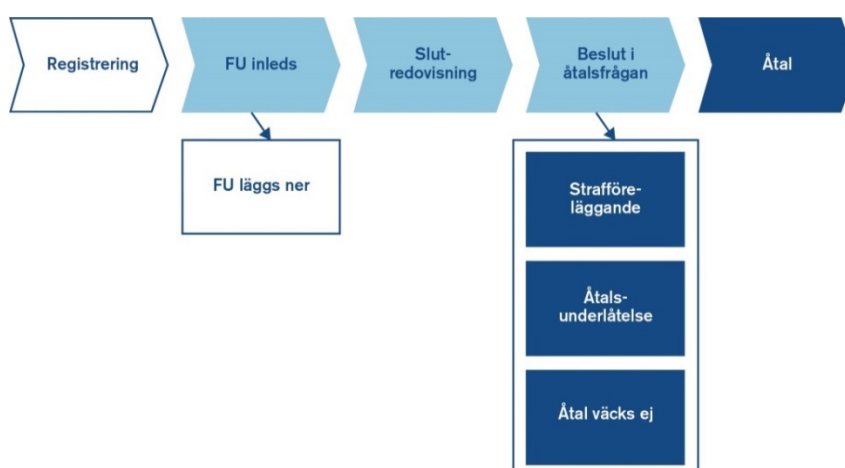 Registrering
FU inleds
Slut-
redovisning
Beslut i
åtalsfrågan
Åtal
FU läggs ner
Strafföre-
läggande
Åtals-
underlåtelse
Åtal väcks ej